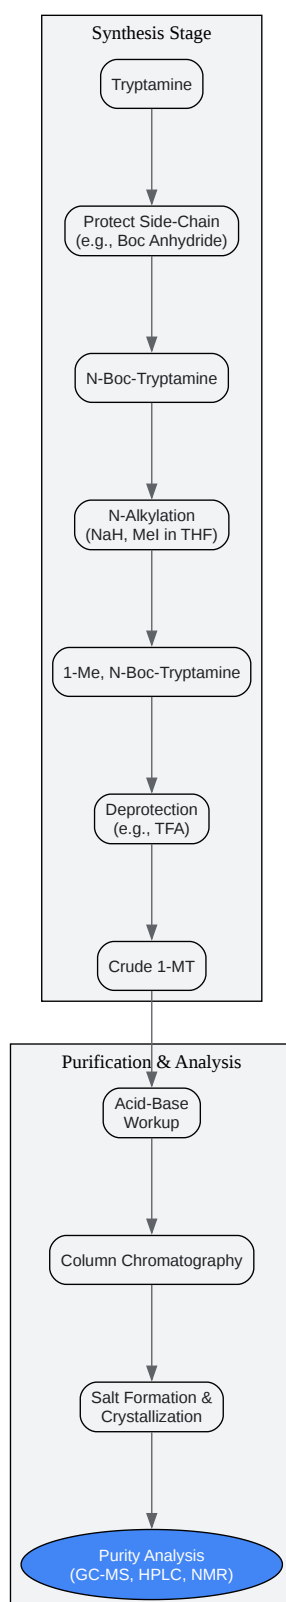 Synthesis Stage
Tryptamine
Protect Side-Chain
(e.g., Boc Anhydride)
N-Boc-Tryptamine
N-Alkylation
(NaH, MeI in THF)
1-Me, N-Boc-Tryptamine
Deprotection
(e.g., TFA)
Crude 1-MT
Purification & Analysis
Acid-Base
Workup
Column Chromatography
Salt Formation &
Crystallization
Purity Analysis
(GC-MS, HPLC, NMR)